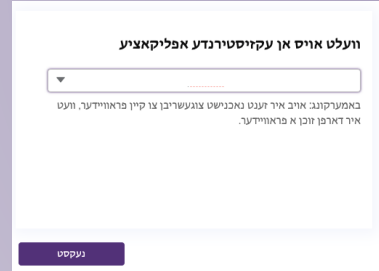 וועלט אויס אן עקזיסטירנדע אפליקאציע
באמערקונג: אויב איר זענט נאכנישט צוגעשריבן צו קיין פראוויידער, וועט
איר דארפן זוכן א פראוויידער.
נעקסט